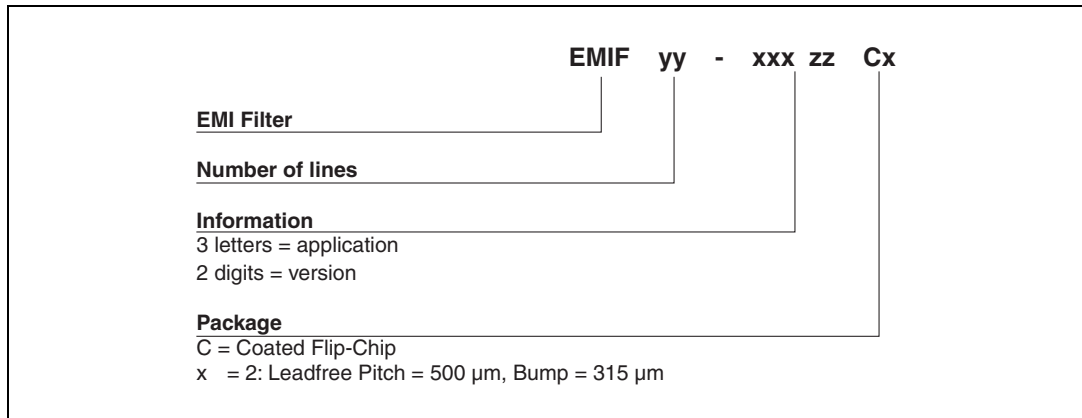 EMIF yy - xxx zz Cx
EMI Filter
Number of lines
Information
3 letters = application
2 digits = version
Package
C = Coated Flip-Chip
x = 2: Leadfree Pitch = 500 µm, Bump = 315 µm